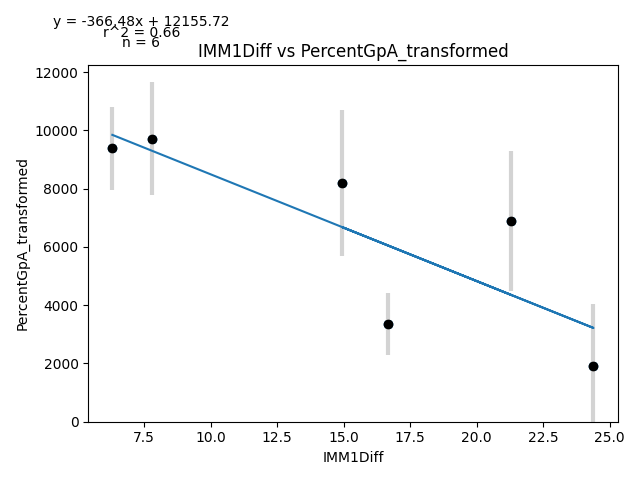 y = -366.48x + 12155.72
r^2 = 0.66
n = 6
IMM1Diff vs PercentGpA_transformed
12000
10000
8000
6000
4000
2000
0
PercentGpA_transformed
7.5 10.0 12.5 15.0 17.5 20.0 22.5 25.0
IMM1Diff